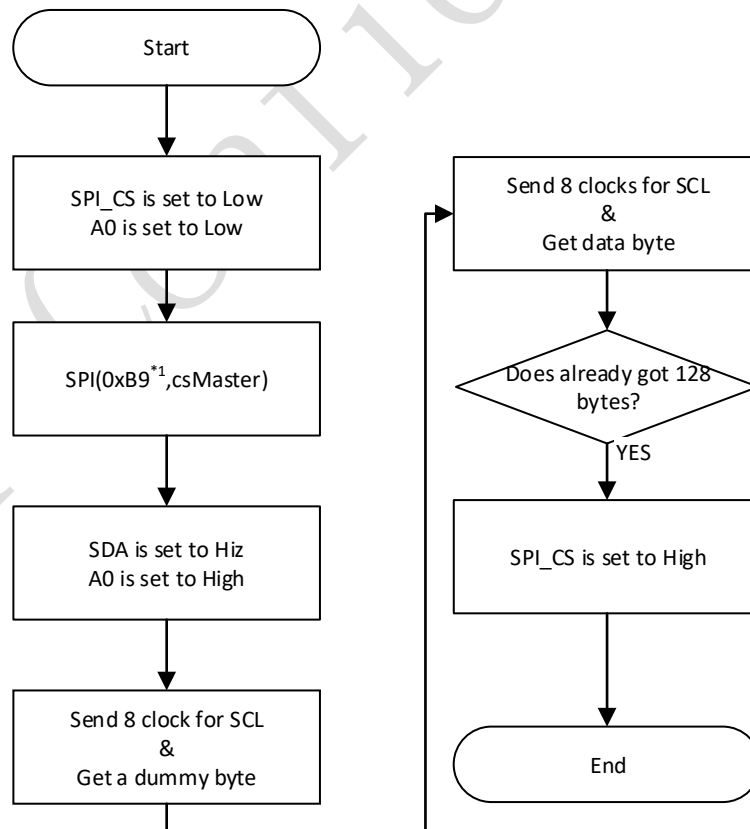 Start
SPI_CS is set to Low
A0 is set to Low
SPI(0xB9*1,csMaster)
SDA is set to Hiz
A0 is set to High
Send 8 clock for SCL
&
Get a dummy byte
Send 8 clocks for SCL
&
Get data byte
Does already got 128
bytes?
YES
SPI_CS is set to High
End